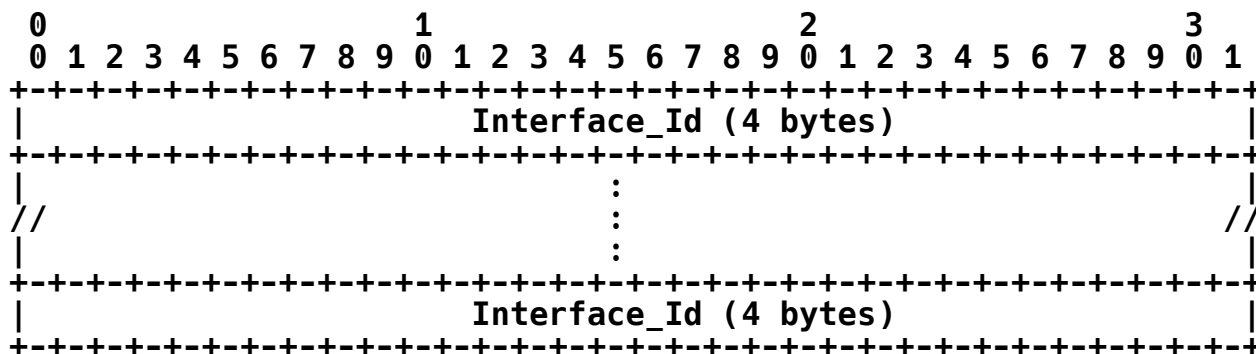 0                   1                   2                   3
 0 1 2 3 4 5 6 7 8 9 0 1 2 3 4 5 6 7 8 9 0 1 2 3 4 5 6 7 8 9 0 1
+-+-+-+-+-+-+-+-+-+-+-+-+-+-+-+-+-+-+-+-+-+-+-+-+-+-+-+-+-+-+-+-+
|                       Interface_Id (4 bytes)                  |
+-+-+-+-+-+-+-+-+-+-+-+-+-+-+-+-+-+-+-+-+-+-+-+-+-+-+-+-+-+-+-+-+
|                              :                                |
//                             :                               //
|                              :                                |
+-+-+-+-+-+-+-+-+-+-+-+-+-+-+-+-+-+-+-+-+-+-+-+-+-+-+-+-+-+-+-+-+
|                       Interface_Id (4 bytes)                  |
+-+-+-+-+-+-+-+-+-+-+-+-+-+-+-+-+-+-+-+-+-+-+-+-+-+-+-+-+-+-+-+-+